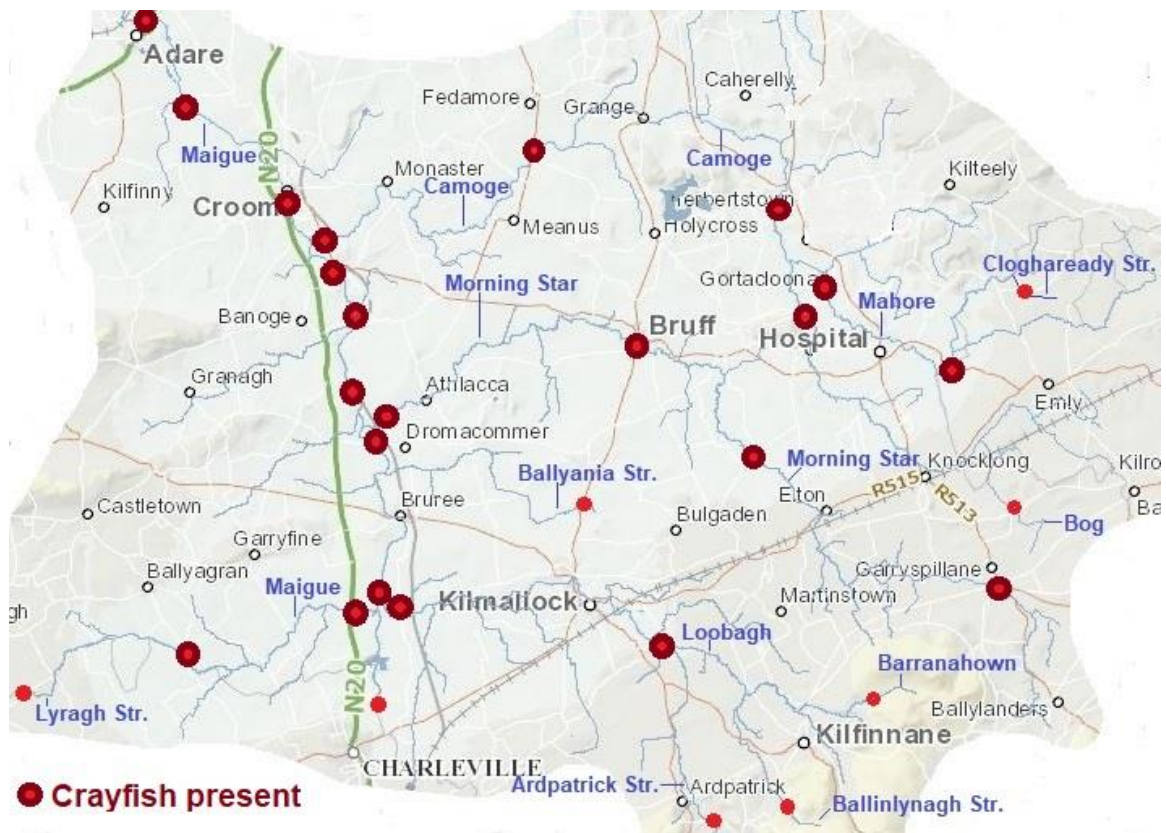 Adare
Caherelly
Fedamore
Grange
N20
Maigue
Monaster
Camoge
Camoge
Kilteely
Kilfinny
Croom
Meanus
Holycross
Gortadoona
Cloghaready Str.
Morning Star
Mahore
Banoge
Bruff
Hospital
Granagh
Athlacca
Emly
Dromacommer
Ballyania Str.
Morning Star
Knocklong
R515
R513
Castletown
Bruree
Elton
Bulgaden
Bog
Garryfine
Ballyagran
Maigue
Garryspillane
Kilmallock
Martinstown
Loobagh
Barranahown
N20
Lyragh Str.
Ballylanders
Kilfinnane
CHARLEVILLE
Ardpatrick Str.
Ardpatrick
Ballinlynagh Str.
Crayfish present